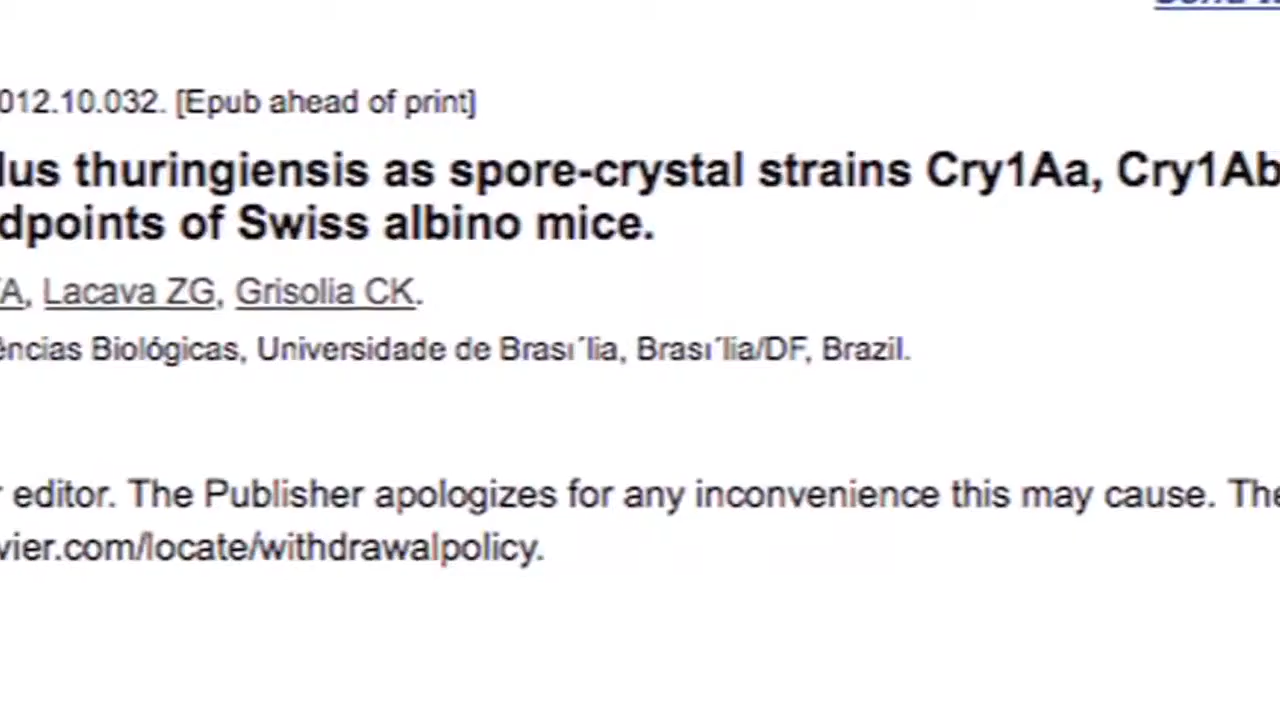 012.10.032. [Epub ahead of print]
lus thuringiensis as spore-crystal strains Cry1Aa, Cry1Ab
dpoints of Swiss albino mice.
A, Lacava ZG, Grisolia CK.
ências Biológicas, Universidade de Brası´lia, Brası´lia/DF, Brazil.
r editor. The Publisher apologizes for any inconvenience this may cause. The
vier.com/locate/withdrawalpolicy.